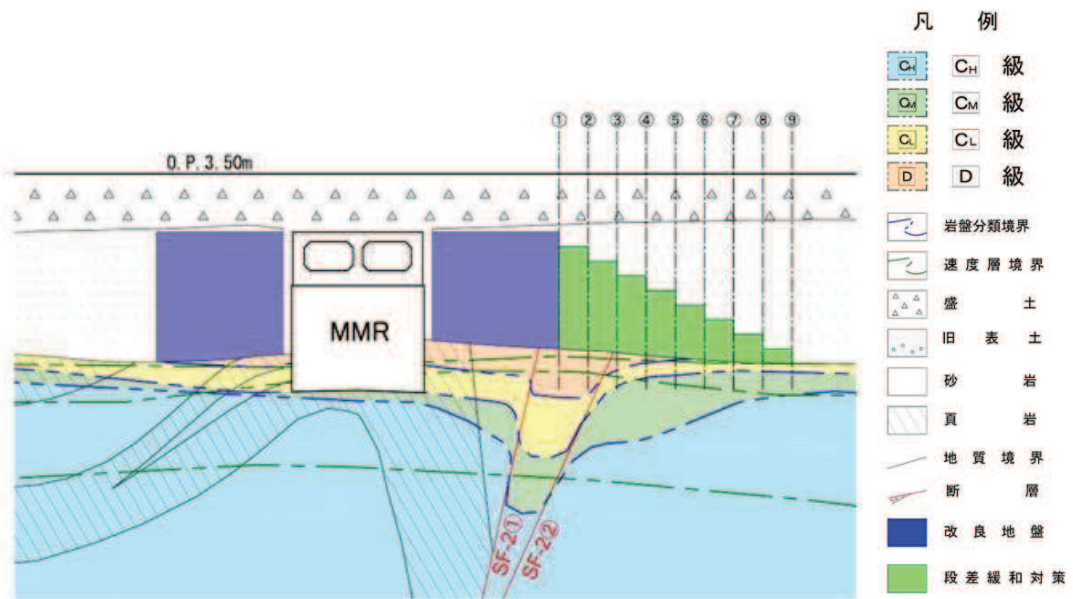 凡 例
CH CH 級
CM CM 級
CL CL 級
D D 級
岩盤分類境界
速度層境界
盛土
旧表土
砂岩
頁岩
地質境界
断層
改良地盤
段差緩和対策
① ② ③ ④ ⑤ ⑥ ⑦ ⑧ ⑨
O.P.3.50m
MMR
SF-2①
SF-2②